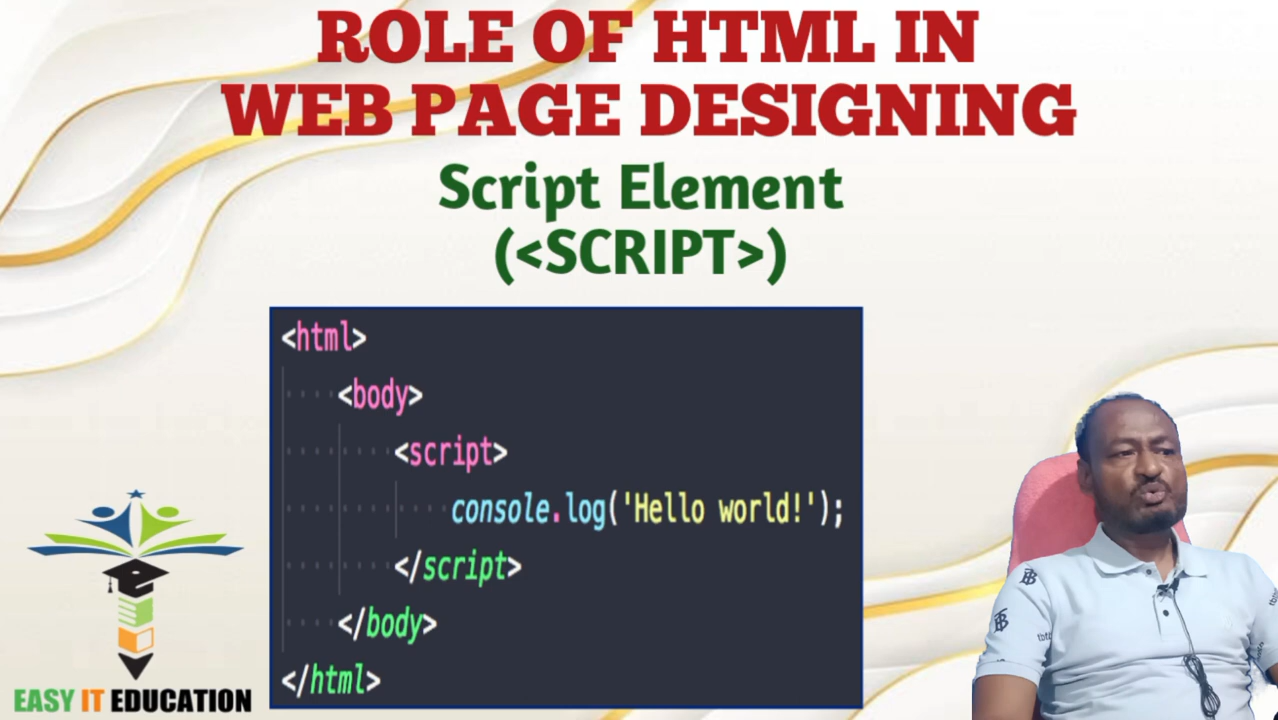 ROLE OF HTML IN
WEB PAGE DESIGNING
Script Element
(<SCRIPT>)
<html>
<body>
<script>
console.log('Hello world!');
</script>
</body>
</html>
EASY IT EDUCATION